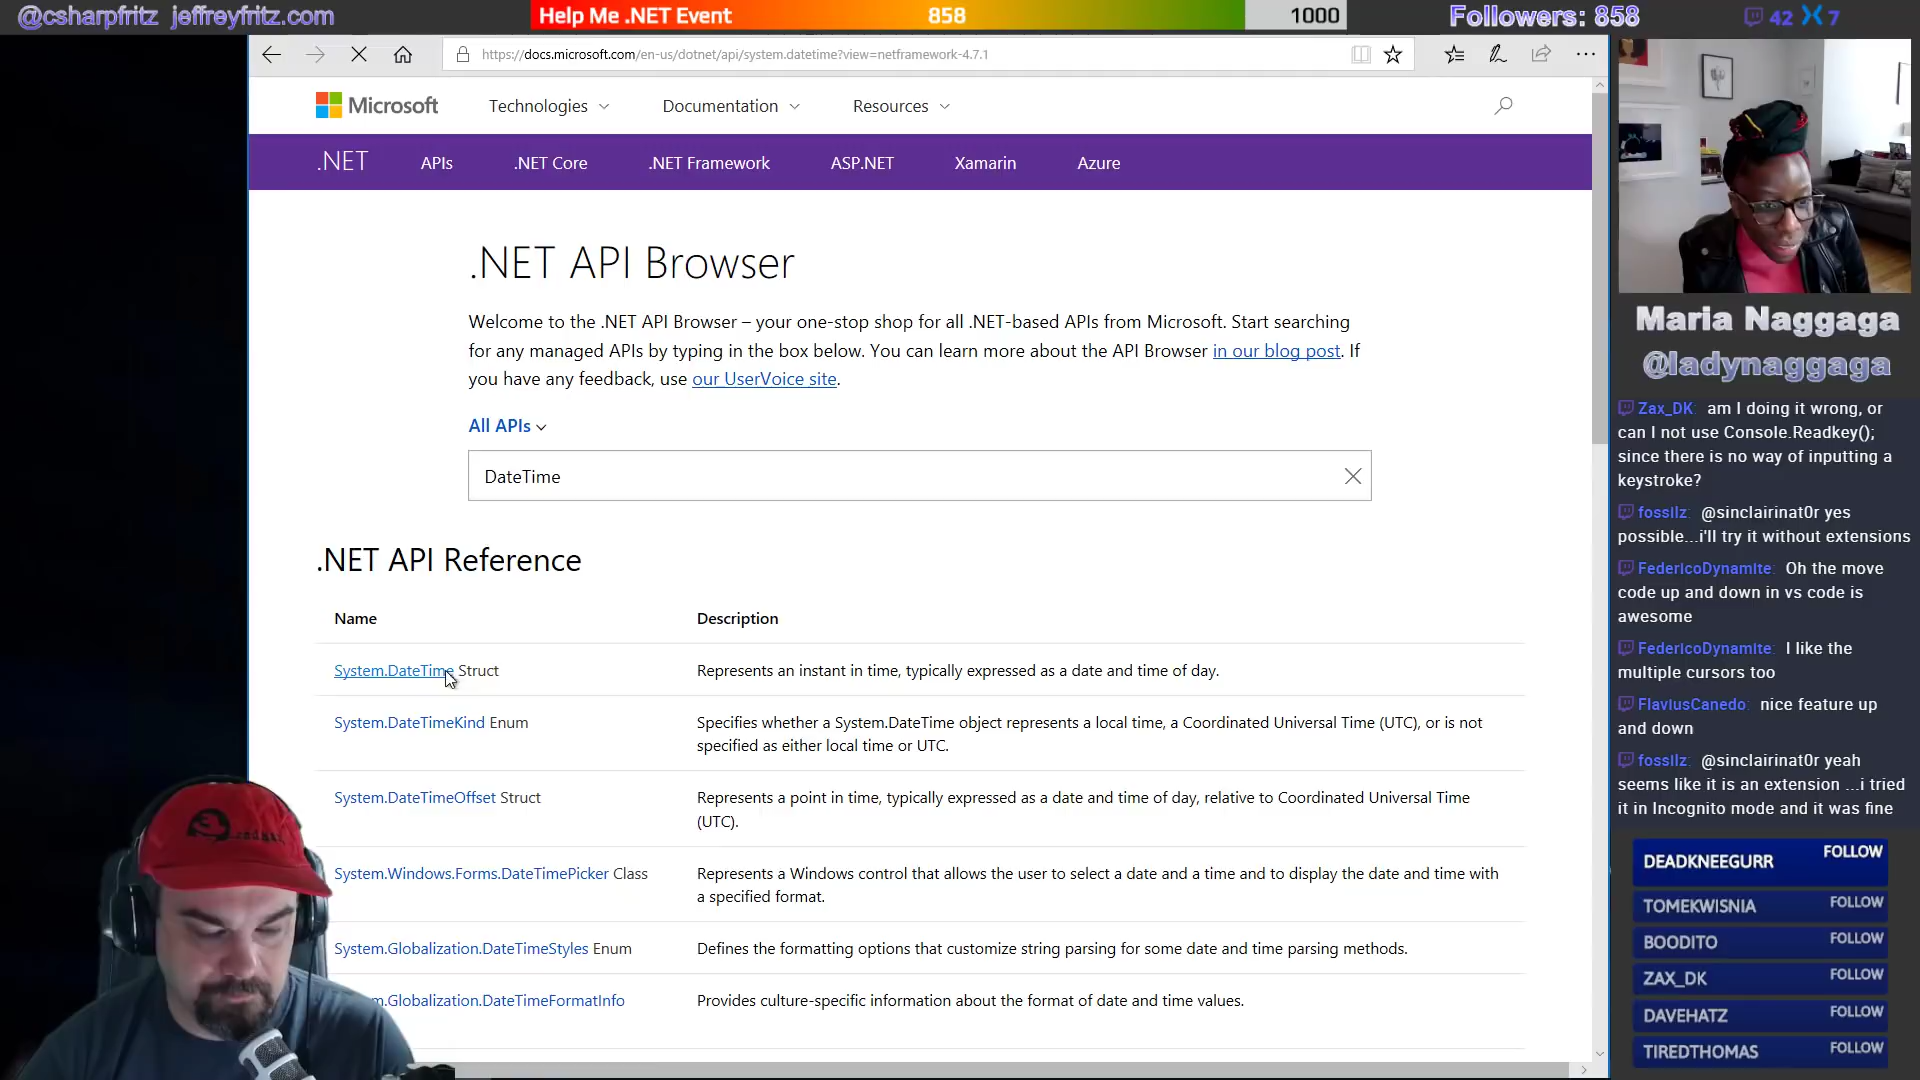 @csharpfritz jeffreyfritz.com
Help Me .NET Event 858 1000
Followers: 858
42 7
https://docs.microsoft.com/en-us/dotnet/api/system.datetime?view=netframework-4.7.1
Microsoft Technologies Documentation Resources
.NET APIs .NET Core .NET Framework ASP.NET Xamarin Azure
.NET API Browser
Welcome to the .NET API Browser – your one-stop shop for all .NET-based APIs from Microsoft. Start searching
for any managed APIs by typing in the box below. You can learn more about the API Browser in our blog post. If
you have any feedback, use our UserVoice site.
All APIs
DateTime
.NET API Reference
Name Description
System.DateTime Struct Represents an instant in time, typically expressed as a date and time of day.
System.DateTimeKind Enum Specifies whether a System.DateTime object represents a local time, a Coordinated Universal Time (UTC), or is not
specified as either local time or UTC.
System.DateTimeOffset Struct Represents a point in time, typically expressed as a date and time of day, relative to Coordinated Universal Time
(UTC).
System.Windows.Forms.DateTimePicker Class Represents a Windows control that allows the user to select a date and a time and to display the date and time with
a specified format.
System.Globalization.DateTimeStyles Enum Defines the formatting options that customize string parsing for some date and time parsing methods.
m.Globalization.DateTimeFormatInfo Provides culture-specific information about the format of date and time values.
Maria Naggaga
@ladynaggaga
Zax_DK: am I doing it wrong, or
can I not use Console.Readkey();
since there is no way of inputting a
keystroke?
fossilz: @sinclairinat0r yes
possible...i'll try it without extensions
FedericoDynamite: Oh the move
code up and down in vs code is
awesome
FedericoDynamite: I like the
multiple cursors too
FlaviusCanedo: nice feature up
and down
fossilz: @sinclairinat0r yeah
seems like it is an extension ...i tried
it in Incognito mode and it was fine
DEADKNEEGURR FOLLOW
TOMEKWISNIA FOLLOW
BOODITO FOLLOW
ZAX_DK FOLLOW
DAVEHATZ FOLLOW
TIREDTHOMAS FOLLOW